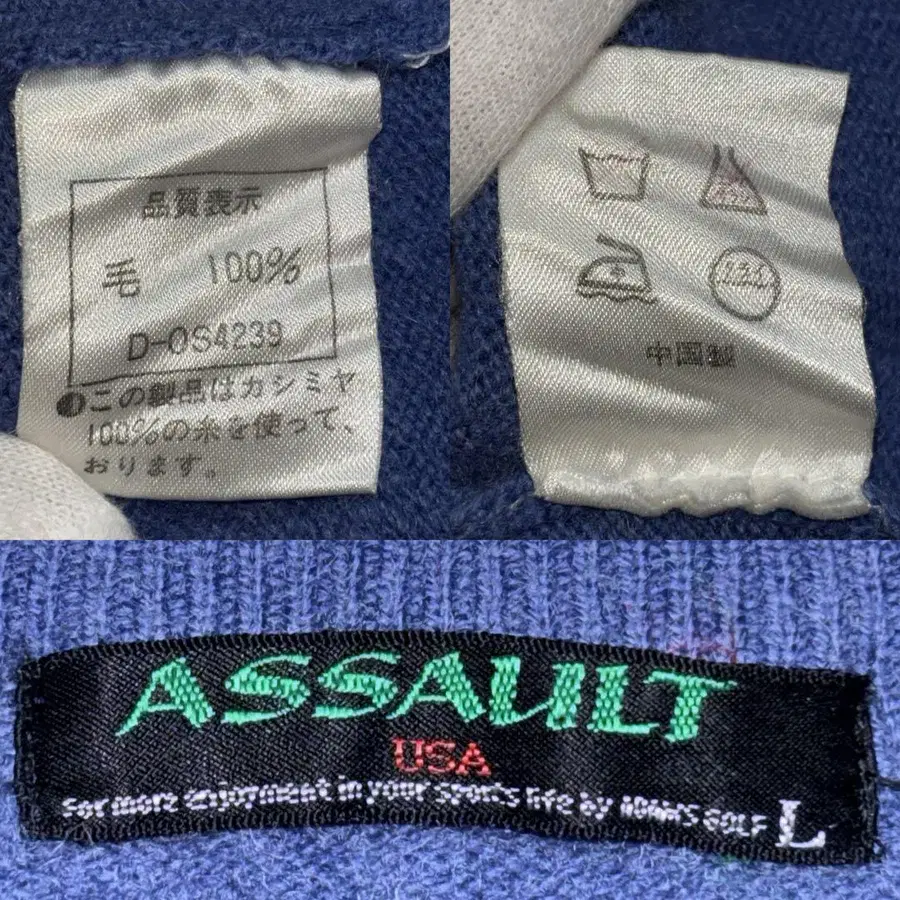 品質表示
毛 100%
D-OS4239
この製品はカシミヤ
100%の糸を使って、
おります。
中国製
ASSAULT
USA
For more enjoyment in your sports life by GOLF
L